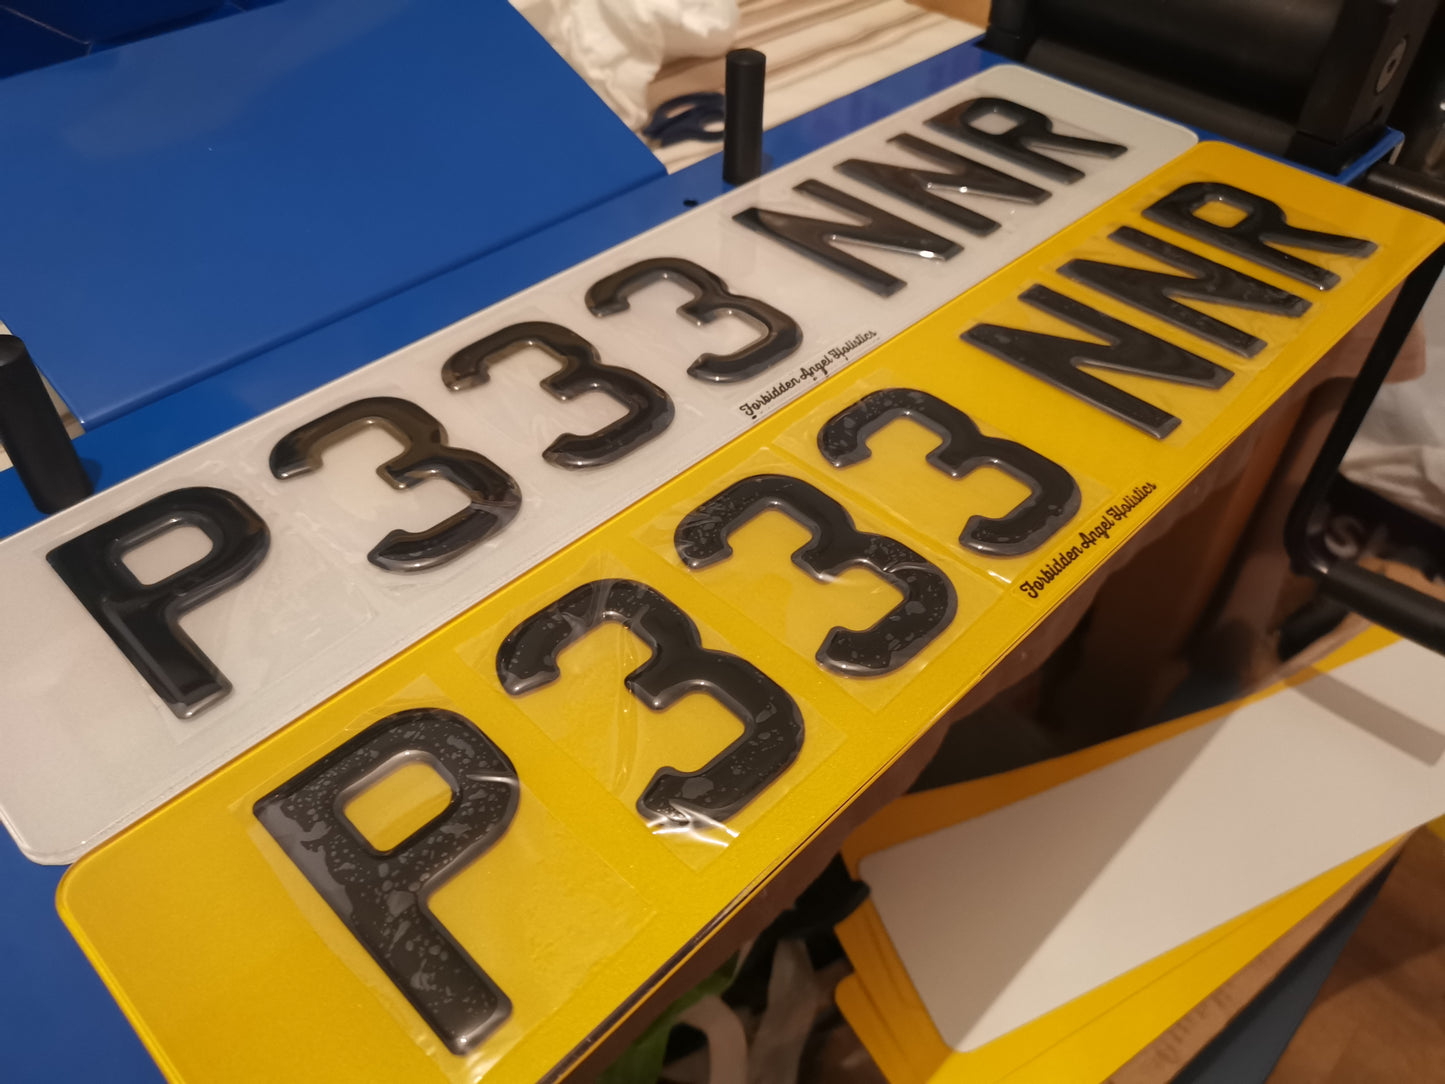 P333 NNR
Forbidden Angel Holistics
P333 NNR
Forbidden Angel Holistics